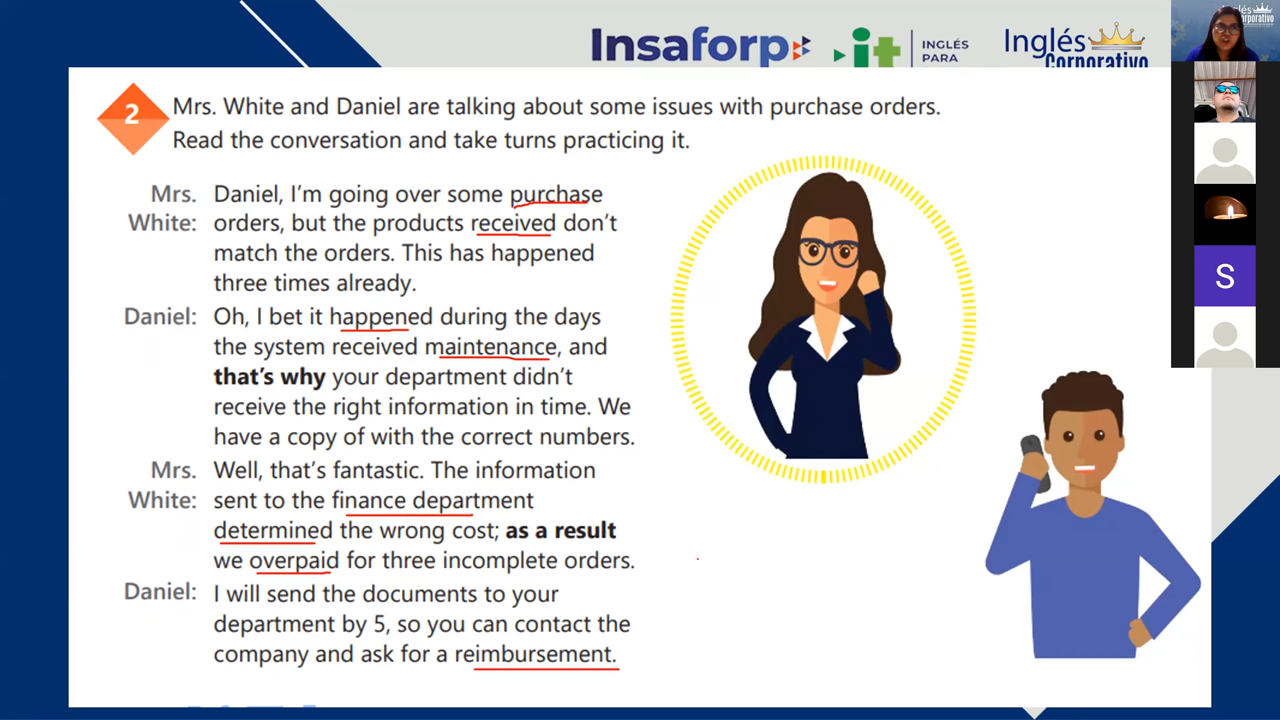 Insaforp
it
INGLÉS
PARA
Inglés
Corporativo
Inglés
Corporativo
2
Mrs. White and Daniel are talking about some issues with purchase orders.
Read the conversation and take turns practicing it.
Mrs. Daniel, I'm going over some purchase
White: orders, but the products received don't
match the orders. This has happened
three times already.
Daniel: Oh, I bet it happened during the days
the system received maintenance, and
that's why your department didn't
receive the right information in time. We
have a copy of with the correct numbers.
Mrs. Well, that's fantastic. The information
White: sent to the finance department
determined the wrong cost; as a result
we overpaid for three incomplete orders.
Daniel: I will send the documents to your
department by 5, so you can contact the
company and ask for a reimbursement.
S